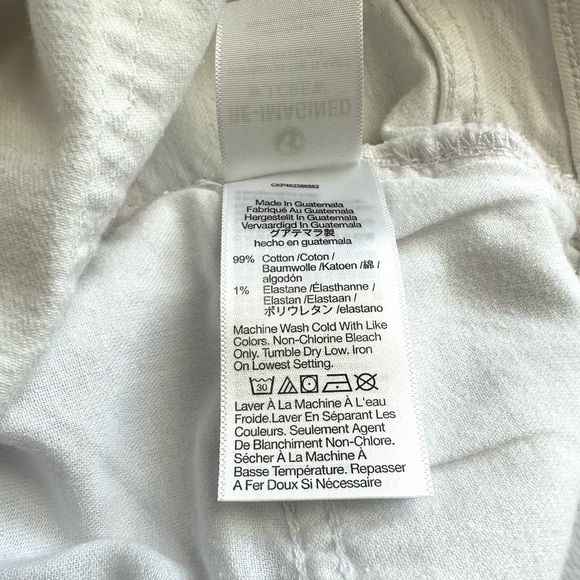 RE-IMAGINED
J.CREW
CKP452386562
Made In Guatemala
Fabriqué Au Guatemala
Hergestellt In Guatemala
Vervaardigd In Guatemala
グアテマラ製
hecho en guatemala
99% Cotton /Coton /
Baumwolle /Katoen /綿 /
algodón
1% Elastane /Élasthanne /
Elastan /Elastaan /
ポリウレタン /elastano
Machine Wash Cold With Like
Colors. Non-Chlorine Bleach
Only. Tumble Dry Low. Iron
On Lowest Setting.
30
Laver À La Machine À L'eau
Froide.Laver En Séparant Les
Couleurs. Seulement Agent
De Blanchiment Non-Chlore.
Sécher À La Machine À
Basse Température. Repasser
A Fer Doux Si Nécessaire